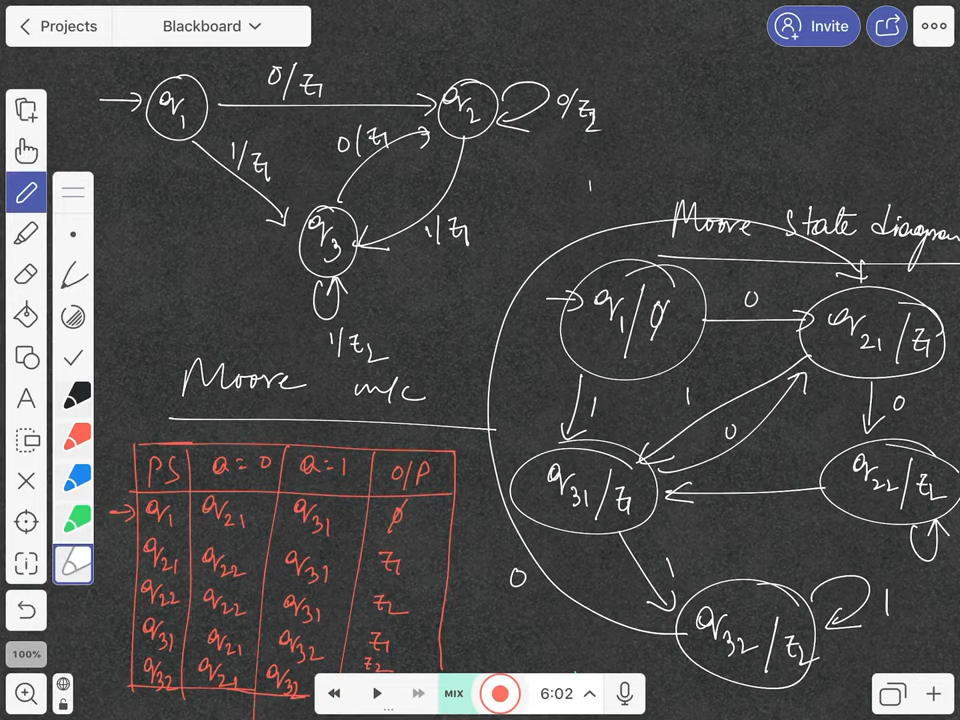 Projects
Blackboard
Invite
q1
0/Z1
q2
0/Z2
1/Z1
0/Z1
q3
1/Z1
1/Z2
Moore state diagram
q1/φ
0
q21/Z1
1
1
0
0
q31/Z1
q22/Z2
1
0
q32/Z2
1
Moore m/c
PS a=0 a=1 O/P
q1 q21 q31 φ
q21 q22 q31 Z1
q22 q22 q31 Z2
q31 q21 q32 Z1
q32 q21 q32 Z2
A
100%
MIX
6:02